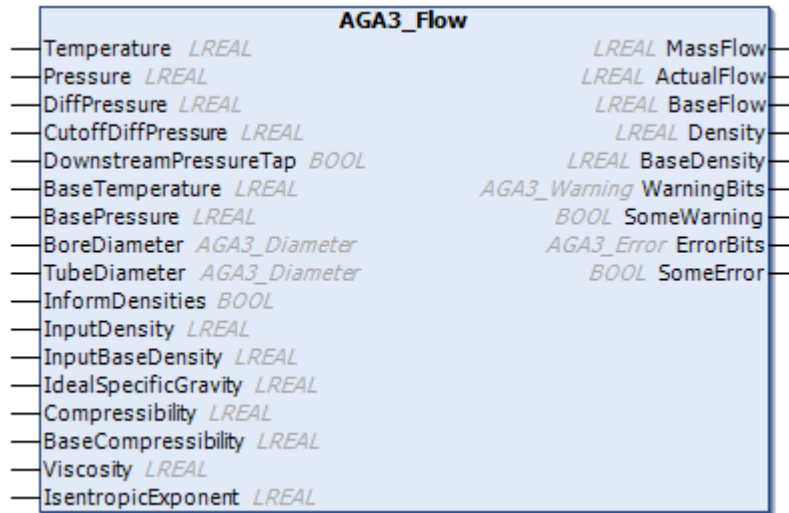 AGA3_Flow
Temperature LREAL LREAL MassFlow
Pressure LREAL LREAL ActualFlow
DiffPressure LREAL LREAL BaseFlow
CutoffDiffPressure LREAL LREAL Density
DownstreamPressureTap BOOL LREAL BaseDensity
BaseTemperature LREAL AGA3_Warning WarningBits
BasePressure LREAL BOOL SomeWarning
BoreDiameter AGA3_Diameter AGA3_Error ErrorBits
TubeDiameter AGA3_Diameter BOOL SomeError
InformDensities BOOL
InputDensity LREAL
InputBaseDensity LREAL
IdealSpecificGravity LREAL
Compressibility LREAL
BaseCompressibility LREAL
Viscosity LREAL
IsentropicExponent LREAL